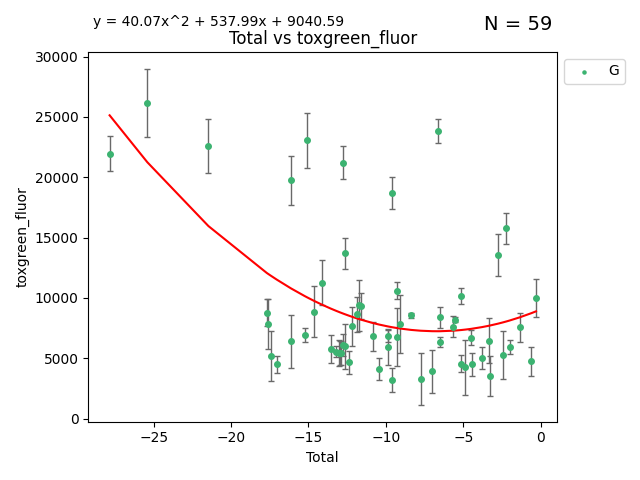 y = 40.07x^2 + 537.99x + 9040.59
N = 59
Total vs toxgreen_fluor
G
toxgreen_fluor
30000
25000
20000
15000
10000
5000
0
−25
−20
−15
−10
−5
0
Total